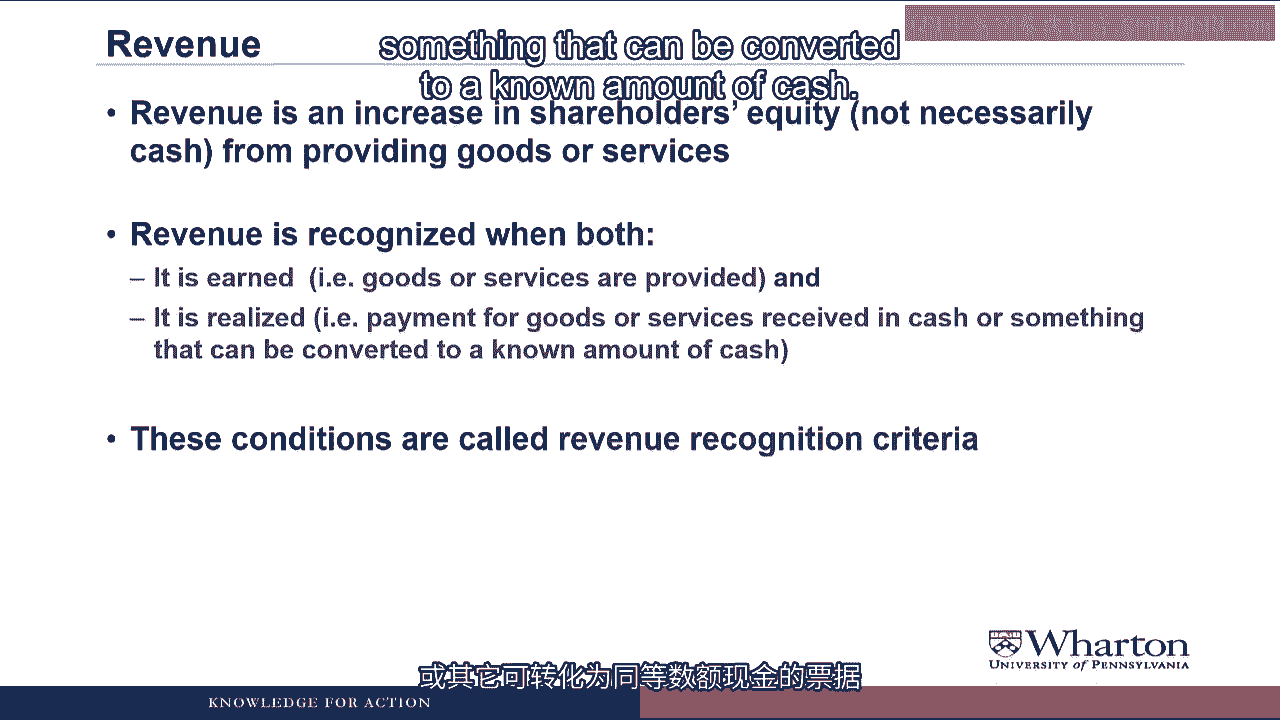 Revenue
something that can be converted
to a known amount of cash.
• Revenue is an increase in shareholders’ equity (not necessarily
cash) from providing goods or services
• Revenue is recognized when both:
– It is earned (i.e. goods or services are provided) and
– It is realized (i.e. payment for goods or services received in cash or something
that can be converted to a known amount of cash)
• These conditions are called revenue recognition criteria
Wharton
UNIVERSITY of PENNSYLVANIA
或其它可转化为同等数额现金的票据
KNOWLEDGE FOR ACTION